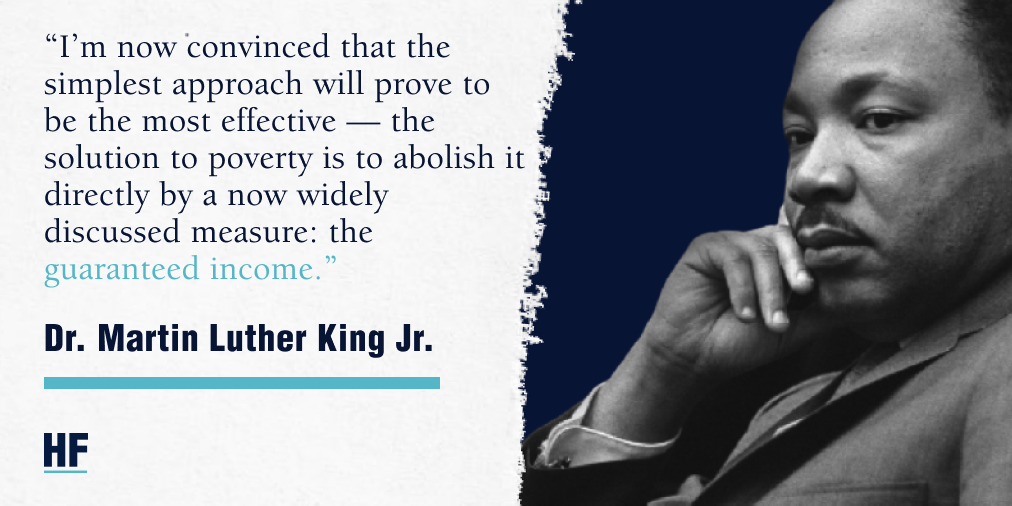 “I’m now convinced that the
simplest approach will prove to
be the most effective — the
solution to poverty is to abolish it
directly by a now widely
discussed measure: the
guaranteed income.”
Dr. Martin Luther King Jr.
HF